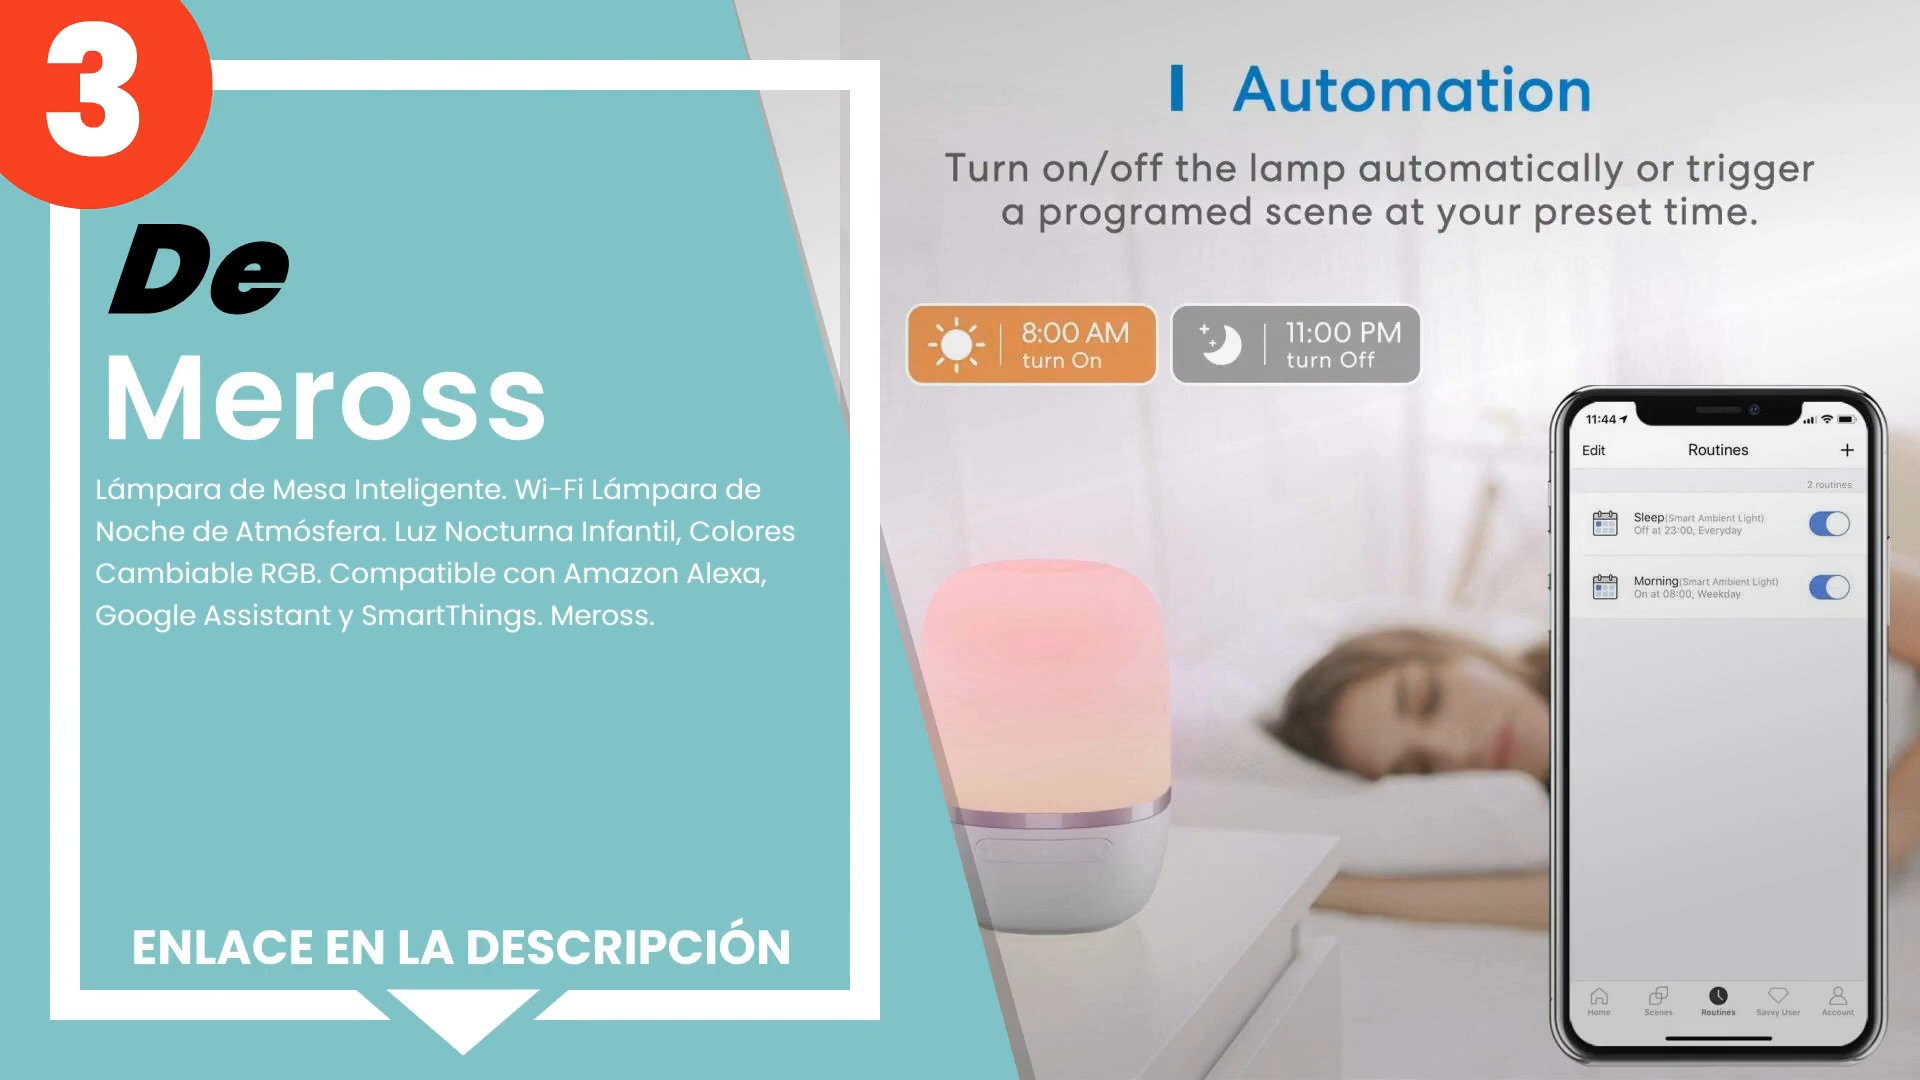 3
De
Meross
Lámpara de Mesa Inteligente. Wi-Fi Lámpara de
Noche de Atmósfera. Luz Nocturna Infantil, Colores
Cambiable RGB. Compatible con Amazon Alexa,
Google Assistant y SmartThings. Meross.
ENLACE EN LA DESCRIPCIÓN
Automation
Turn on/off the lamp automatically or trigger
a programed scene at your preset time.
8:00 AM
turn On
11:00 PM
turn Off
11:44
Edit Routines +
2 routines
Sleep(Smart Ambient Light)
Off at 23:00, Everyday
Morning(Smart Ambient Light)
On at 08:00, Weekday
Home Scenes Routines Savvy User Account